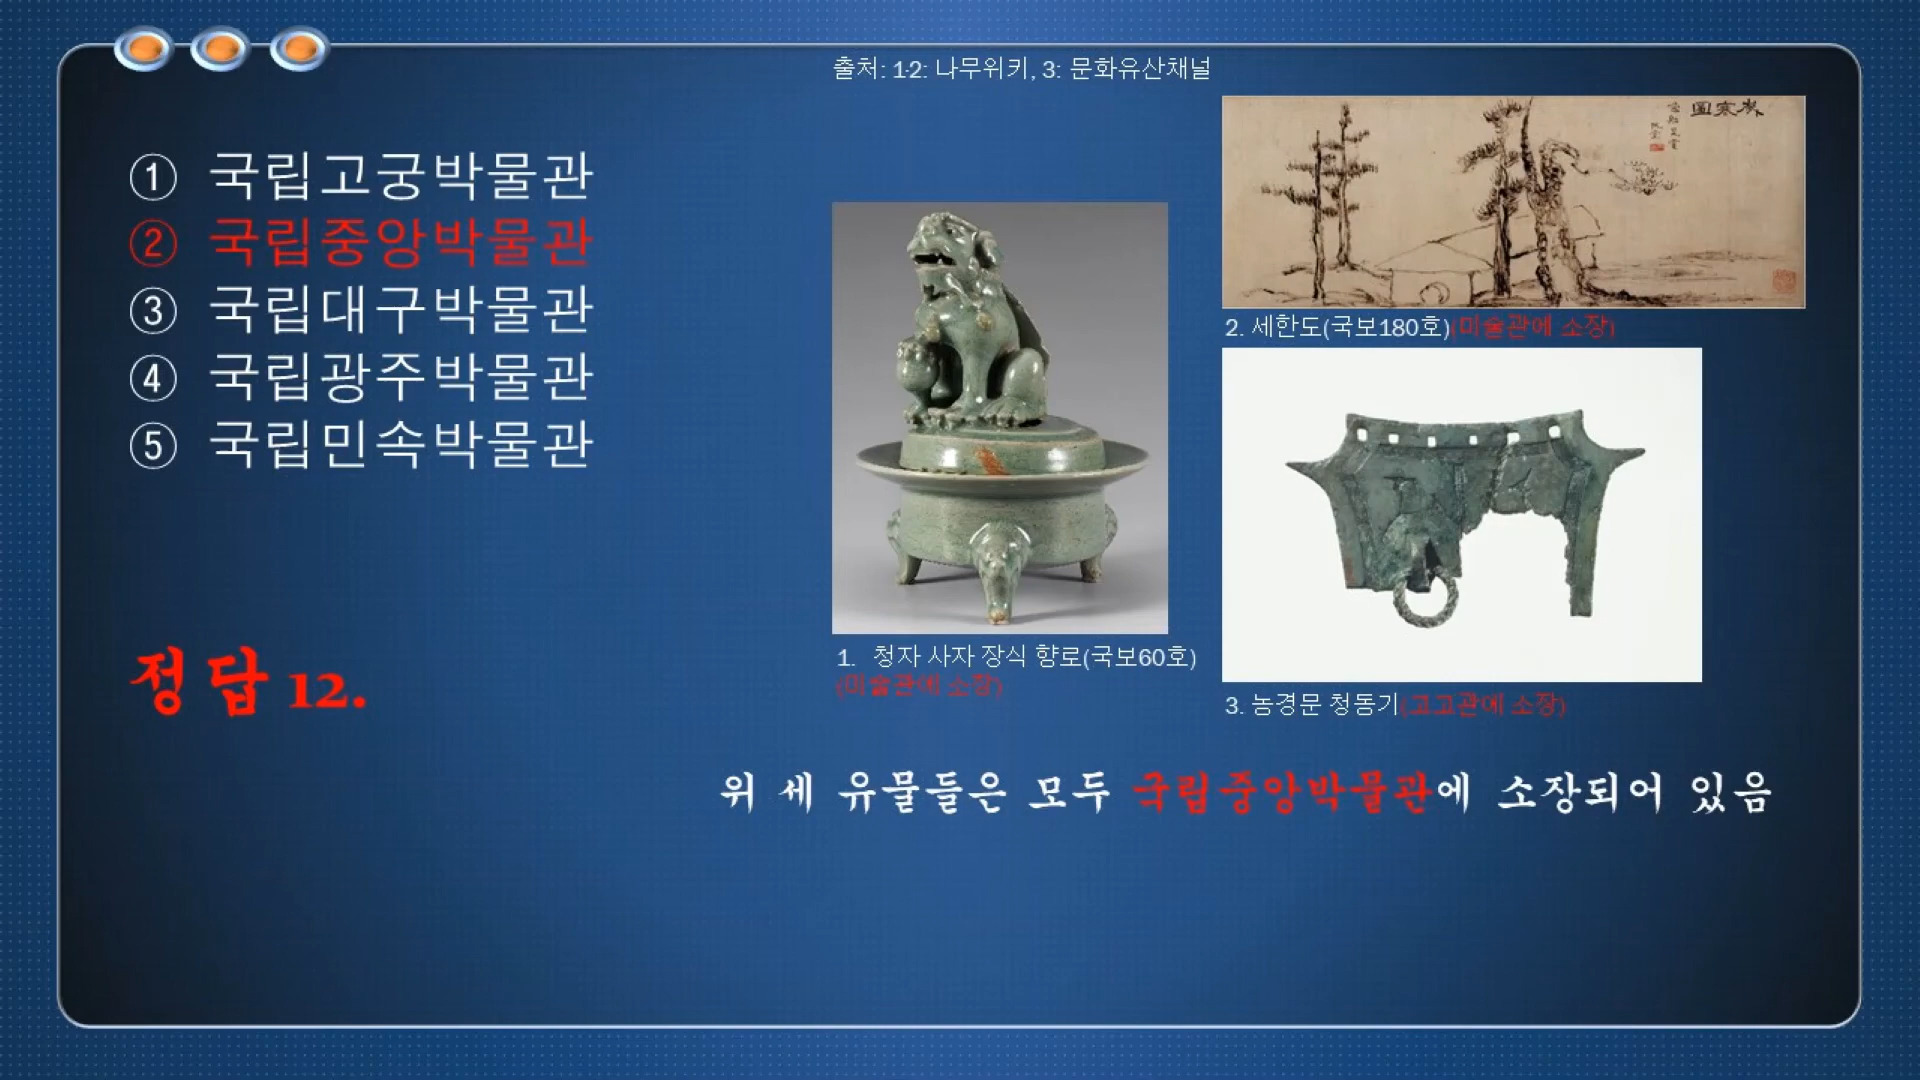 출처: 1·2: 나무위키, 3: 문화유산채널
① 국립고궁박물관
② 국립중앙박물관
③ 국립대구박물관
④ 국립광주박물관
⑤ 국립민속박물관
정답 12.
圖寒歲
2. 세한도(국보180호)(미술관에 소장)
1. 청자 사자 장식 향로(국보60호)
(미술관에 소장)
3. 농경문 청동기(고고관에 소장)
위 세 유물들은 모두 국립중앙박물관에 소장되어 있음